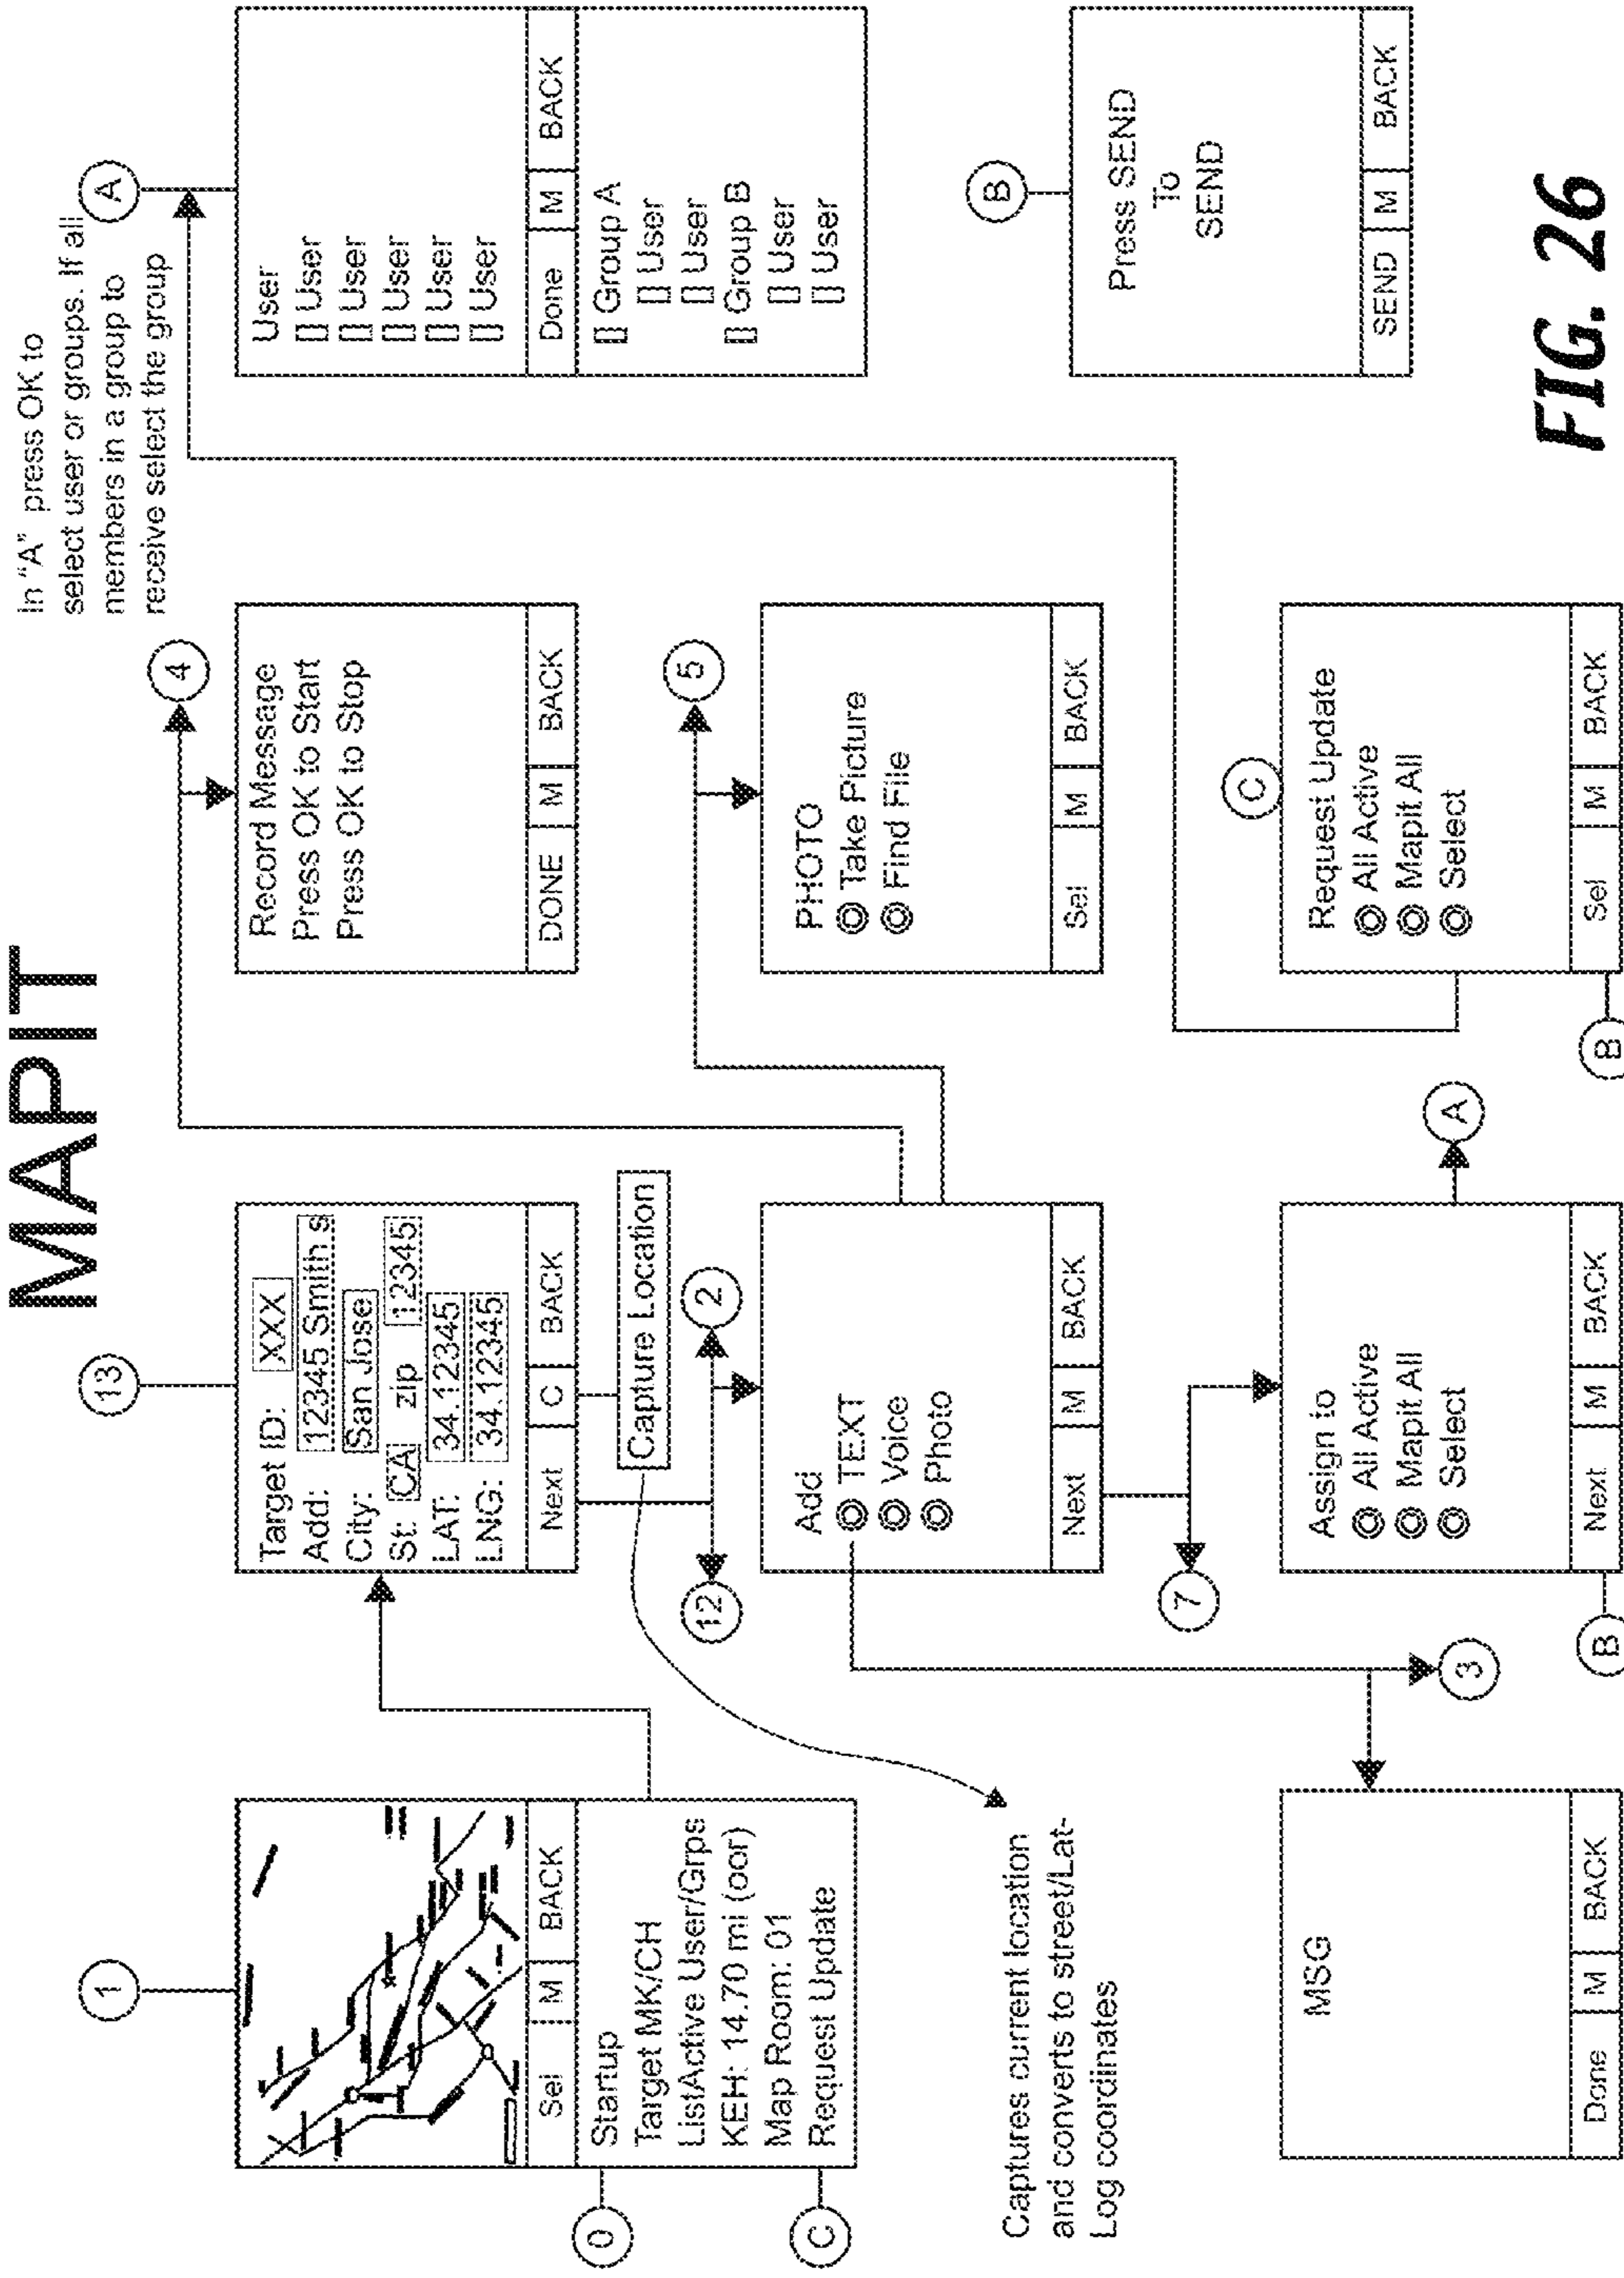 MAPIT
1
Sel M BACK
Startup
Target MK/CH
ListActive User/Grps
KEH: 14.70 mi (oor)
Map Room: 01
Request Update
0
C
Captures current location
and converts to street/Lat-
Log coordinates
MSG
Done M BACK
13
Target ID: XXX
Add: 12345 Smith s
City: San Jose
St: CA zip 12345
LAT: 34.12345
LNG: 34.12345
Next C BACK
Capture Location
12
2
Add
TEXT
Voice
Photo
Next M BACK
7
3
Assign to
All Active
Mapit All
Select
Next M BACK
B
A
4
Record Message
Press OK to Start
Press OK to Stop
DONE M BACK
5
PHOTO
Take Picture
Find File
Sel M BACK
C
Request Update
All Active
Mapit All
Select
Sel M BACK
B
In "A" press OK to
select user or groups. If all
members in a group to
receive select the group
A
User
[] User
[] User
[] User
[] User
[] User
Done M BACK
[] Group A
[] User
[] User
[] Group B
[] User
[] User
B
Press SEND
To
SEND
SEND M BACK
FIG. 26